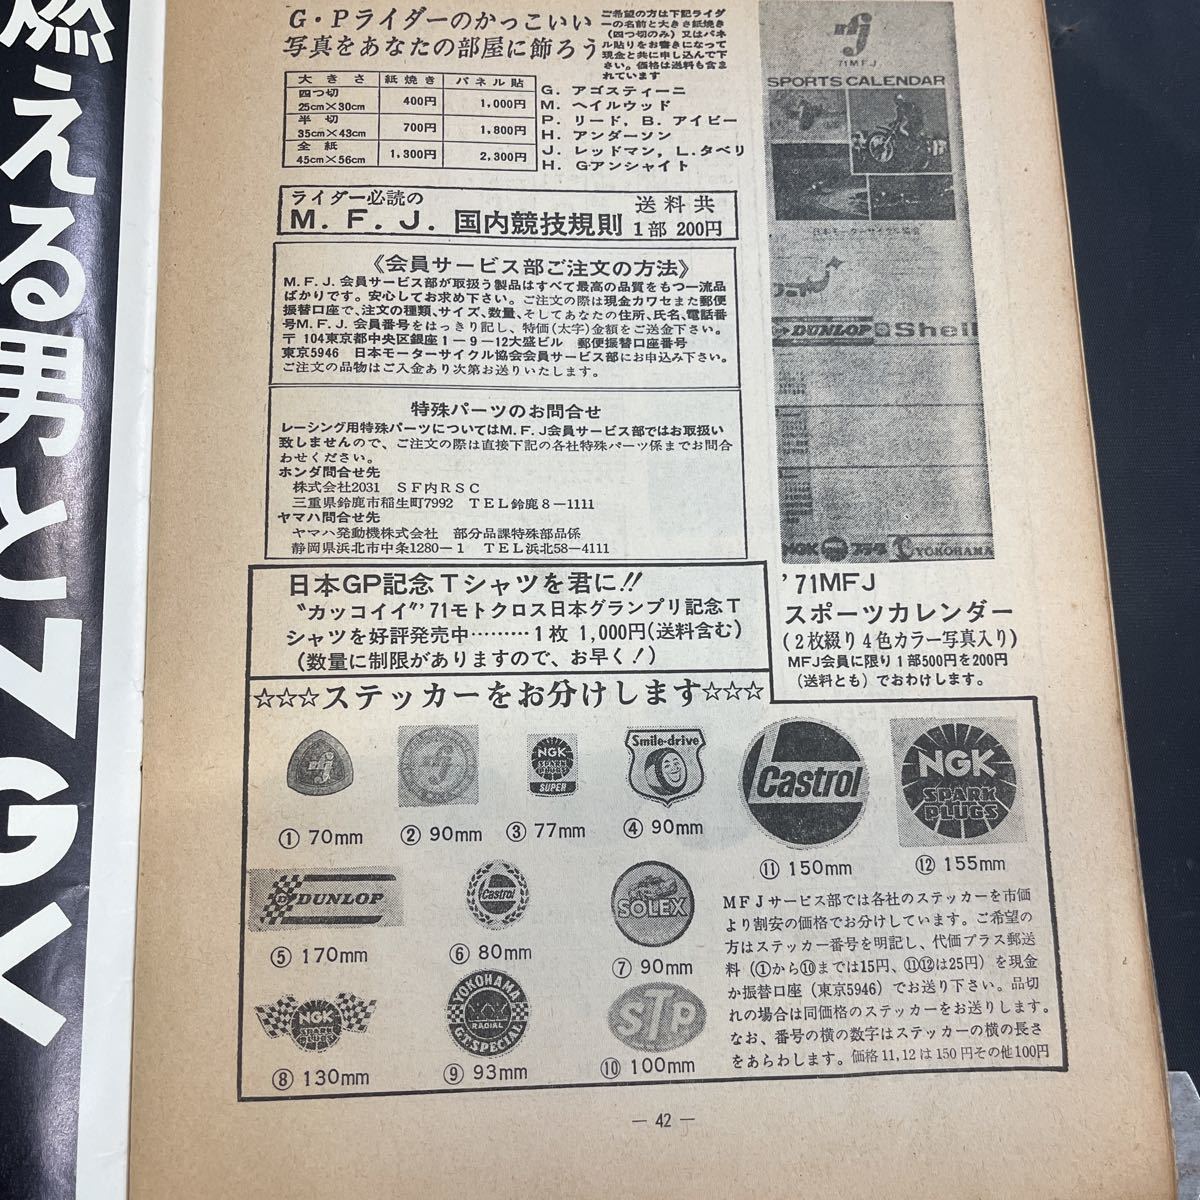 燃える男とNGK
G・Pライダーのかっこいい
写真をあなたの部屋に飾ろう
ご希望の方は下記ライダ
ーの名前と大きさ紙焼き
(四つ切のみ)又はパネ
ル貼りをお書きになって
現金と共に申し込んで下
さい。価格は送料も含ま
れています
大きさ 紙焼き パネル貼
四つ切 25cm×30cm 400円 1,000円
半切 35cm×43cm 700円 1,800円
全紙 45cm×56cm 1,300円 2,300円
G. アゴスティーニ
M. ヘイルウッド
P. リード, B. アイビー
H. アンダーソン
J. レッドマン, L.タベリ
H. Gアンシャイト
ライダー必読の
M.F.J. 国内競技規則
送料共
1部 200円
《会員サービス部ご注文の方法》
M.F.J.会員サービス部が取扱う製品はすべて最高の品質をもつ一流品
ばかりです。安心してお求め下さい。ご注文の際は現金カワセまた郵便
振替口座で、注文の種類、サイズ、数量、そしてあなたの住所、氏名、電話番
号M.F.J.会員番号をはっきり記し、特価(太字)金額をご送金下さい。
〒104東京都中央区銀座1-9-12大盛ビル 郵便振替口座番号
東京5946 日本モーターサイクル協会会員サービス部にお申込み下さい。
ご注文の品物はご入金あり次第お送りいたします。
特殊パーツのお問合せ
レーシング用特殊パーツについてはM.F.J会員サービス部ではお取扱い
致しませんので、ご注文の際は直接下記の各社特殊パーツ係までお問合
わせください。
ホンダ問合せ先
株式会社2031 SF内RSC
三重県鈴鹿市稲生町7992 TEL鈴鹿8-1111
ヤマハ問合せ先
ヤマハ発動機株式会社 部分品課特殊部品係
静岡県浜北市中条1280-1 TEL浜北58-4111
71MFJ.
SPORTS CALENDAR
日本モーターサイクル協会
DUNLOP
Shell
NGK
YOKOHAMA
'71MFJ
スポーツカレンダー
(2枚綴り4色カラー写真入り)
MFJ会員に限り1部500円を200円
(送料とも)でおわけします。
日本GP記念Tシャツを君に!!
“カッコイイ”'71モトクロス日本グランプリ記念T
シャツを好評発売中………1枚 1,000円(送料含む)
(数量に制限がありますので、お早く!)
☆☆☆ステッカーをお分けします☆☆☆
NGK
SPARK PLUGS
SUPER
Smile-drive
Castrol
NGK
SPARK
PLUGS
① 70mm
② 90mm
③ 77mm
④ 90mm
⑪ 150mm
⑫ 155mm
DUNLOP
Castrol
SOLEX
⑤ 170mm
⑥ 80mm
⑦ 90mm
NGK
SPARK
PLUGS
YOKOHAMA
RADIAL
G.T.SPECIAL
STP
⑧ 130mm
⑨ 93mm
⑩ 100mm
MFJサービス部では各社のステッカーを市価
より割安の価格でお分けしています。ご希望の
方はステッカー番号を明記し、代価プラス郵送
料(①から⑩までは15円、⑪⑫は25円)を現金
か振替口座(東京5946)でお送り下さい。品切
れの場合は同価格のステッカーをお送りします。
なお、番号の横の数字はステッカーの横の長さ
をあらわします。価格11,12は150円その他100円
— 42 —